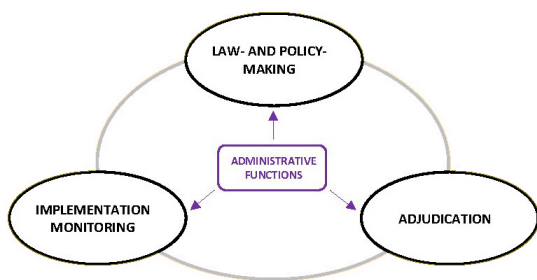 LAW- AND POLICY-
MAKING
ADMINISTRATIVE
FUNCTIONS
IMPLEMENTATION
MONITORING
ADJUDICATION